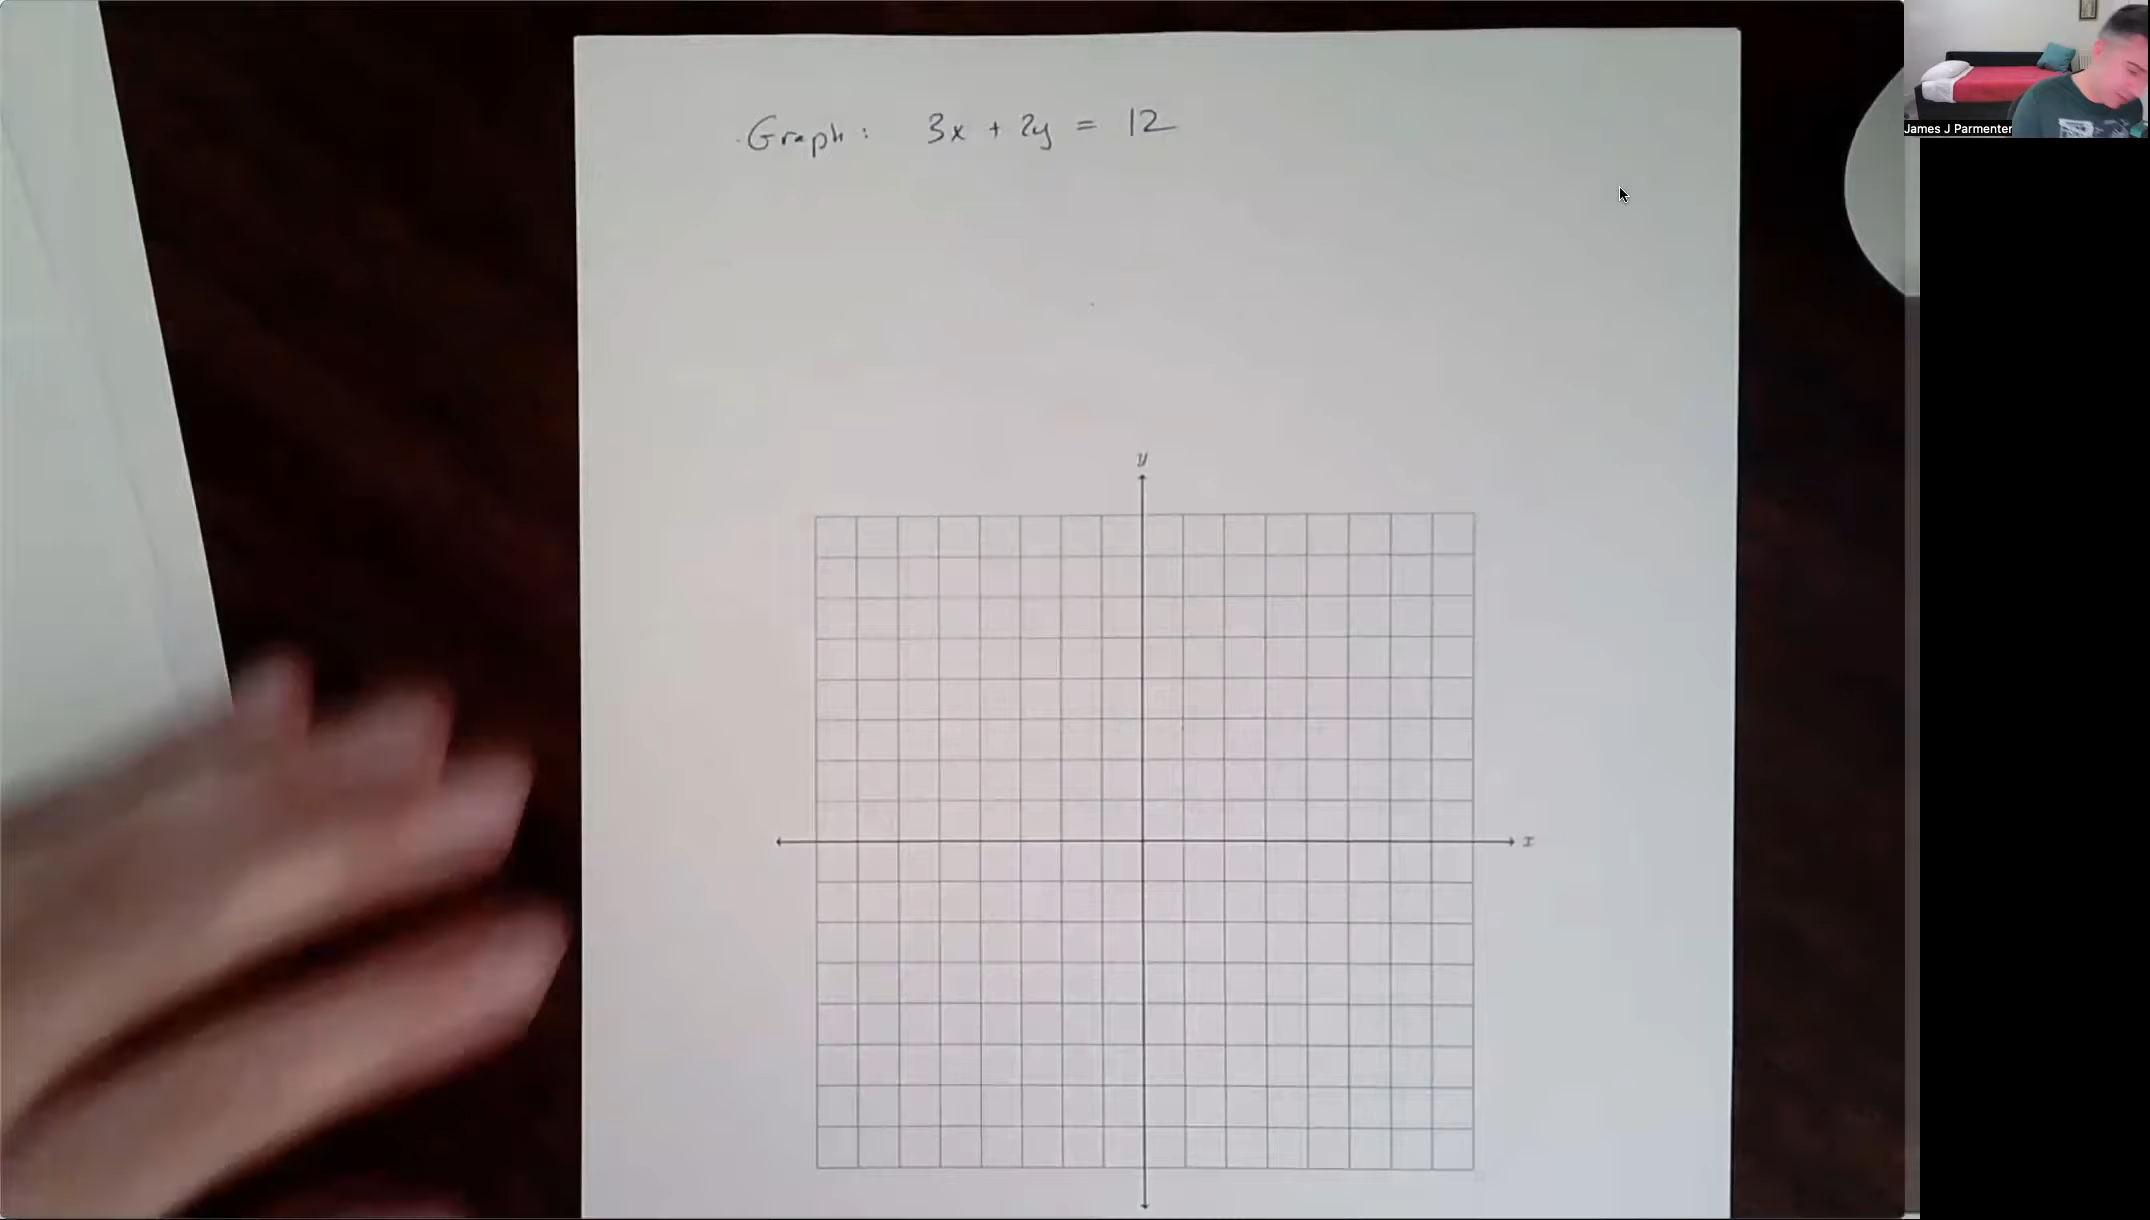 Graph: 3x + 2y = 12
James J Parmenter
y
x